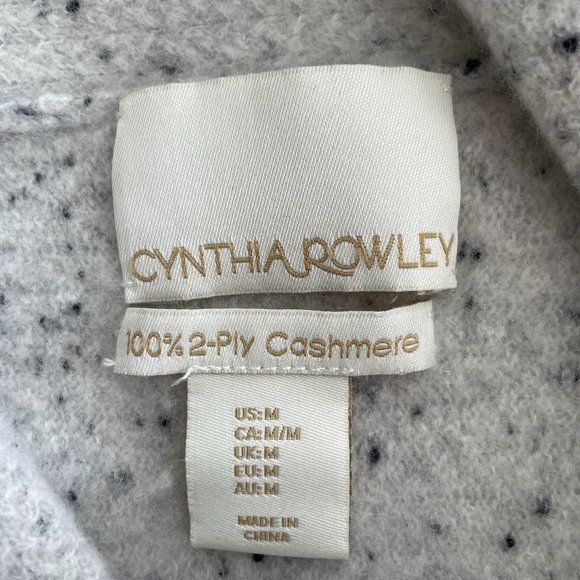 CYNTHIA ROWLEY
100% 2-Ply Cashmere
US: M
CA: M/M
UK: M
EU: M
AU: M
MADE IN
CHINA